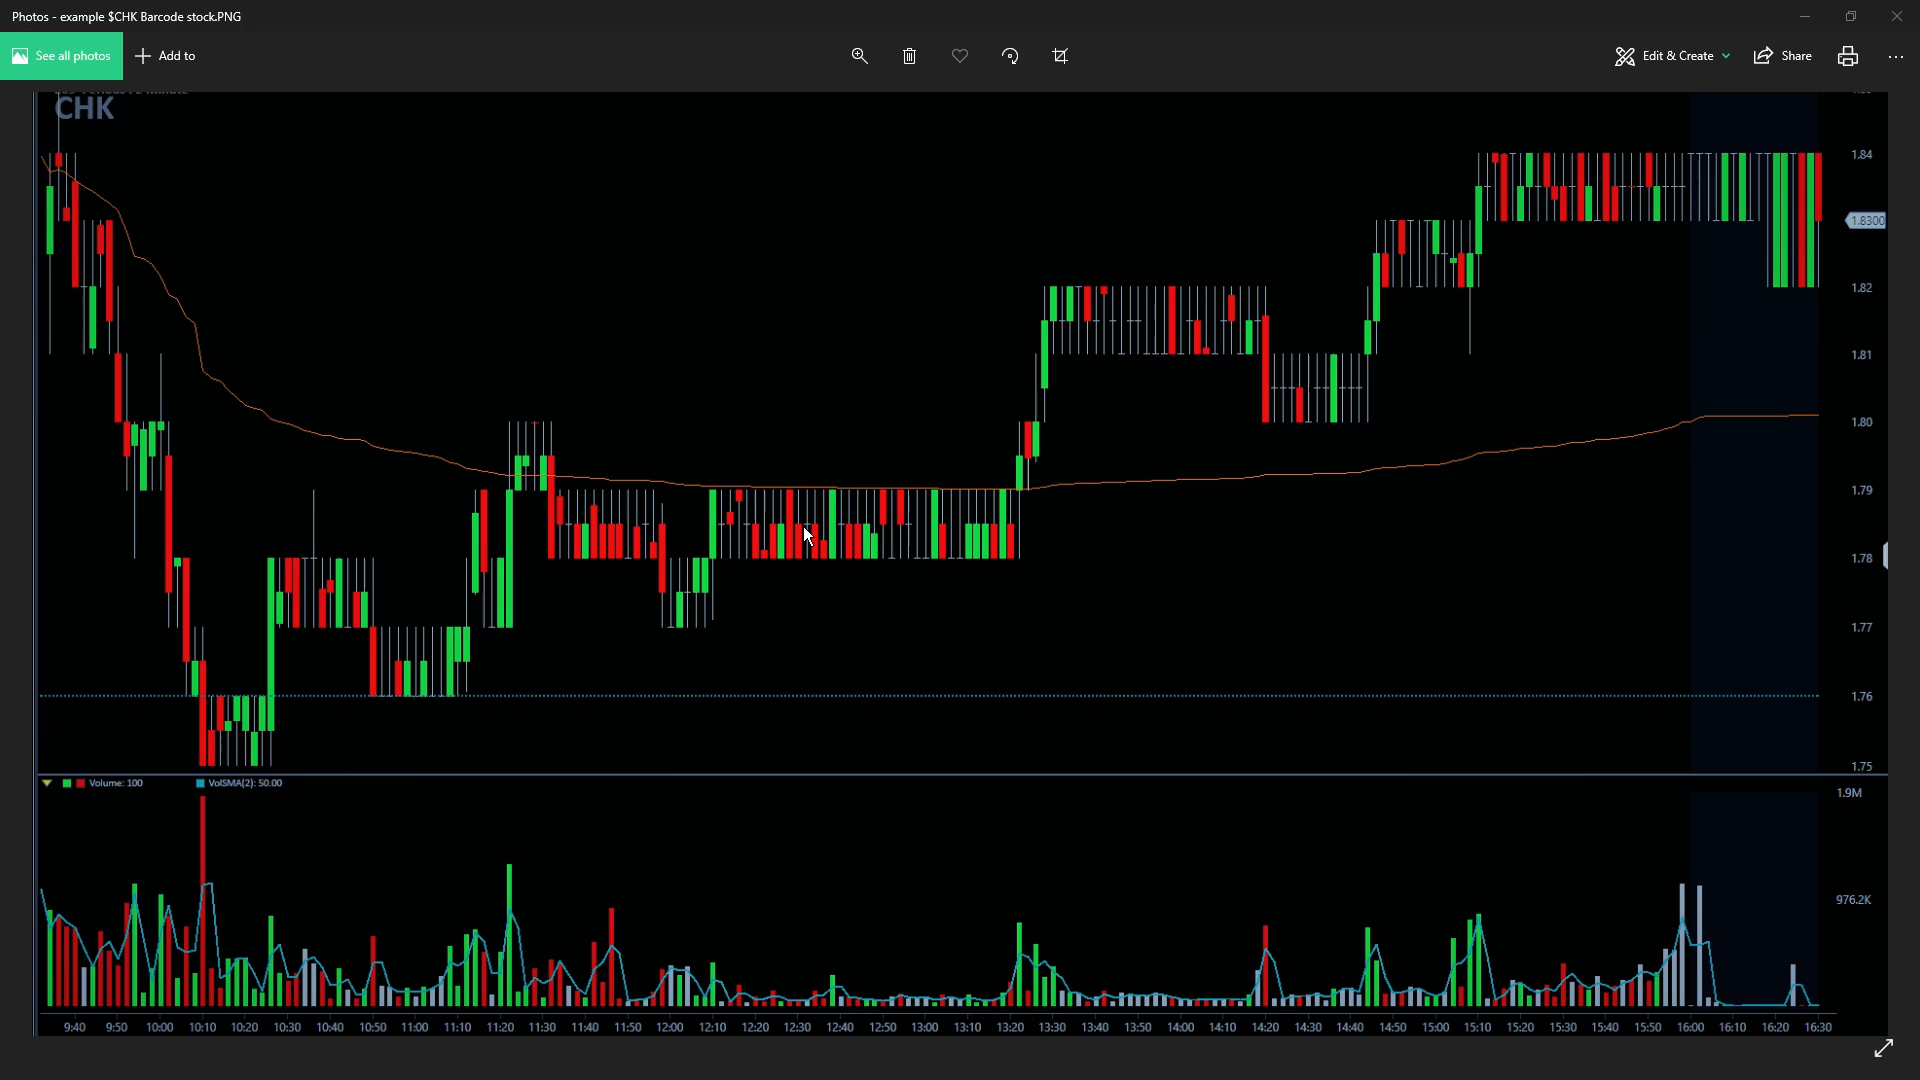 Photos - example $CHK Barcode stock.PNG
See all photos
Add to
Edit & Create
Share
CHK
1.84
1.8300
1.82
1.81
1.80
1.79
1.78
1.77
1.76
1.75
Volume: 100
VolSMA(2): 50.00
1.9M
976.2K
9:40 9:50 10:00 10:10 10:20 10:30 10:40 10:50 11:00 11:10 11:20 11:30 11:40 11:50 12:00 12:10 12:20 12:30 12:40 12:50 13:00 13:10 13:20 13:30 13:40 13:50 14:00 14:10 14:20 14:30 14:40 14:50 15:00 15:10 15:20 15:30 15:40 15:50 16:00 16:10 16:20 16:30